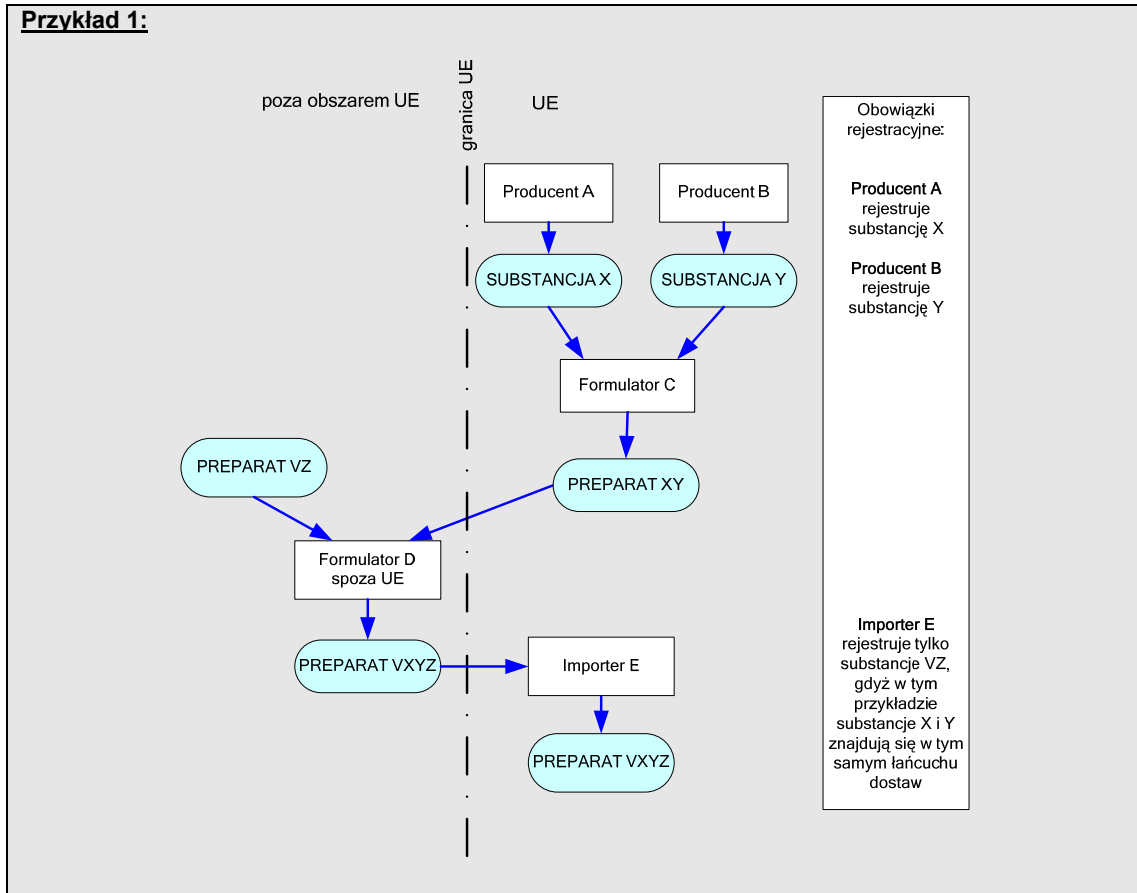 Przykład 1:
granica UE
poza obszarem UE
UE
Producent A
Producent B
SUBSTANCJA X
SUBSTANCJA Y
Formulator C
PREPARAT VZ
PREPARAT XY
Formulator D
spoza UE
PREPARAT VXYZ
Importer E
PREPARAT VXYZ
Obowiązki
rejestracyjne:
Producent A
rejestruje
substancję X
Producent B
rejestruje
substancję Y
Importer E
rejestruje tylko
substancje VZ,
gdyż w tym
przykładzie
substancje X i Y
znajdują się w tym
samym łańcuchu
dostaw